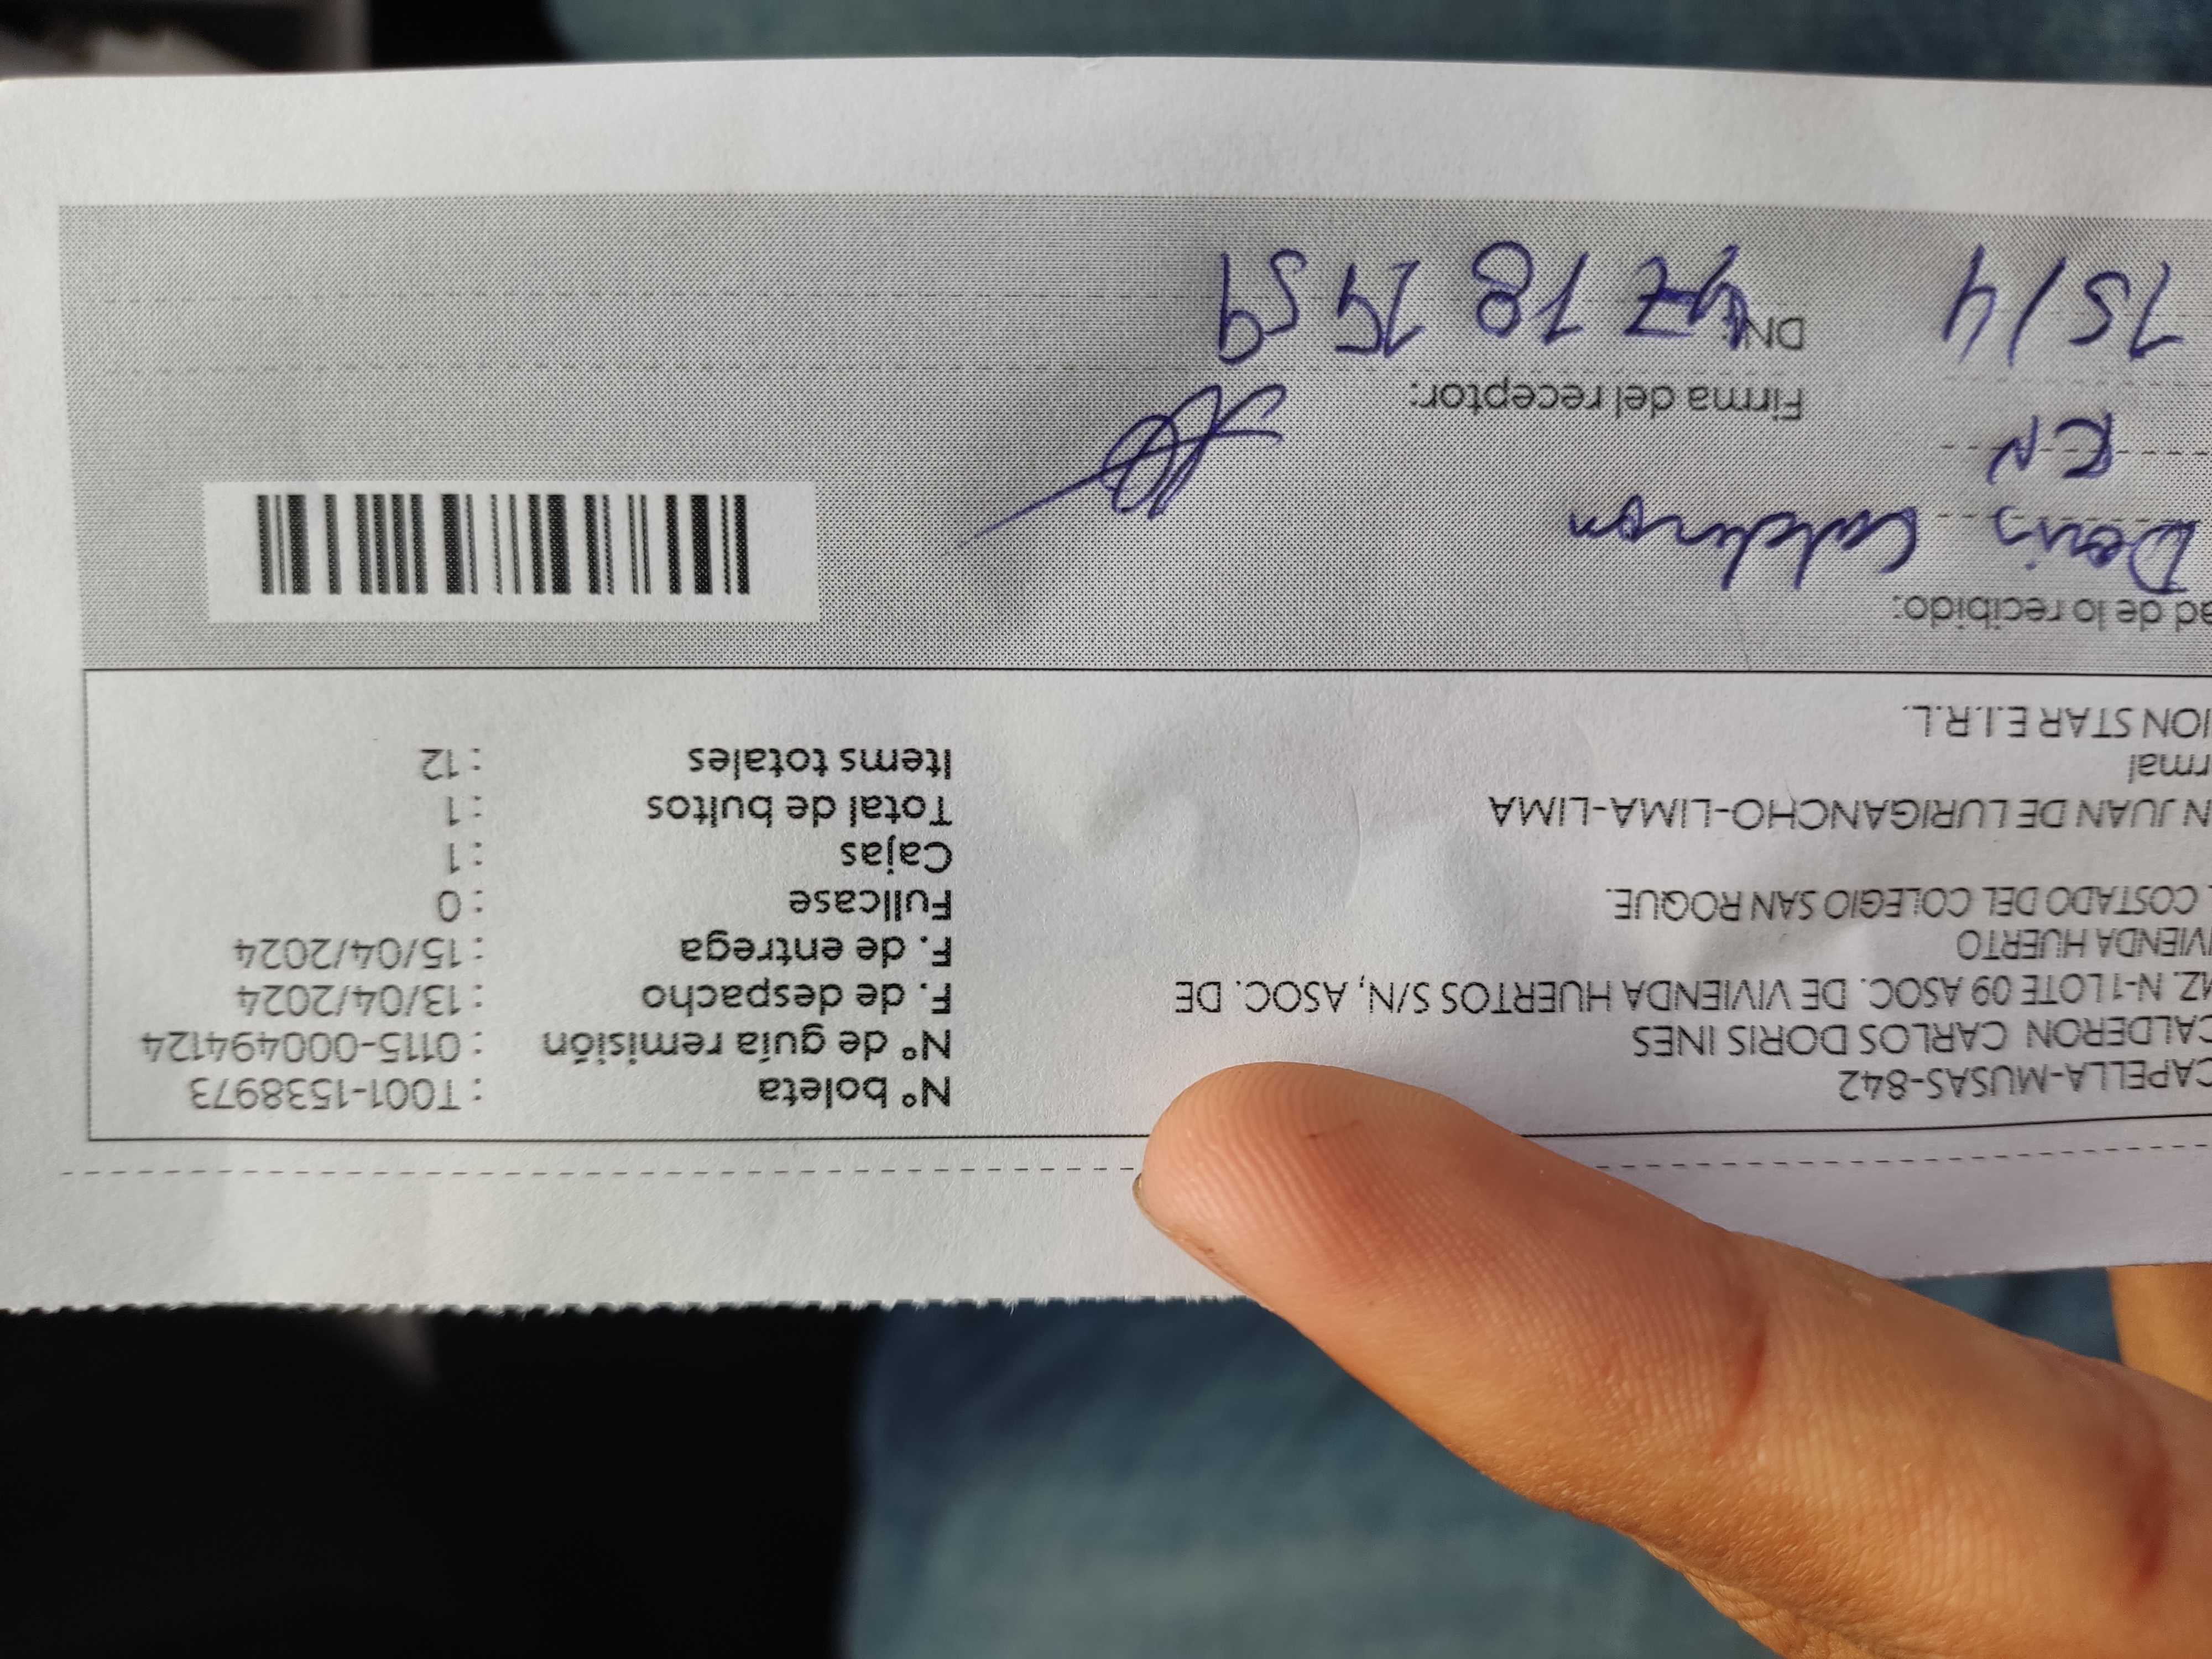 CAPELLA-MUSAS-842
CALDERON CARLOS DORIS INES
MZ. N-1 LOTE 09 ASOC. DE VIVIENDA HUERTOS S/N, ASOC. DE
VIVIENDA HUERTO
COSTADO DEL COLEGIO SAN ROQUE.
N JUAN DE LURIGANCHO-LIMA-LIMA
rmal
ION STAR E.I.R.L.
N° boleta : T001-1538973
N° de guía remisión : 0115-000494124
F. de despacho : 13/04/2024
F. de entrega : 15/04/2024
Fullcase : 0
Cajas : 1
Total de bultos : 1
Items totales : 12
ad de lo recibido:
Doris Calderon
Firma del receptor:
15/4
DNI: